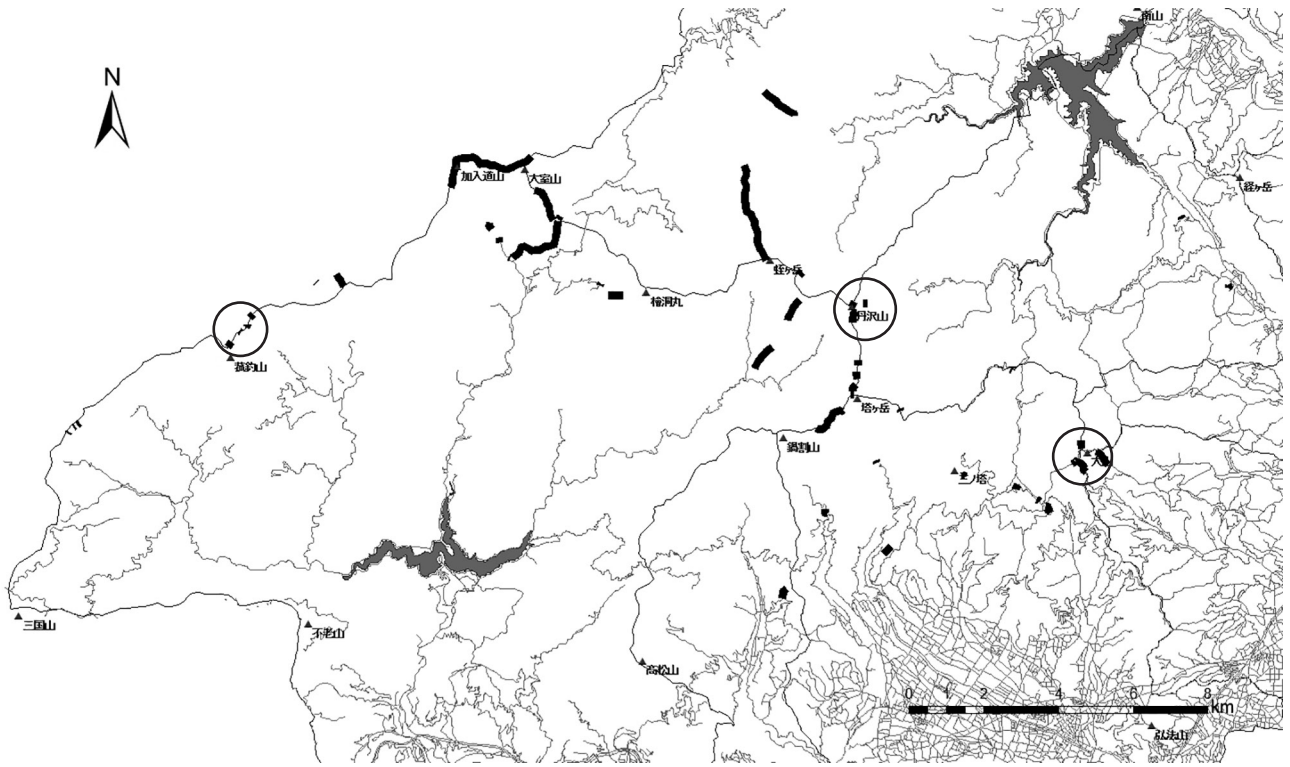 南山
N
加入道山
大室山
経ヶ岳
蛭ヶ岳
檜洞丸
丹沢山
菰釣山
塔ヶ岳
鍋割山
大山
三ノ塔
三国山
不老山
高松山
0 1 2 4 6 8
km
弘法山